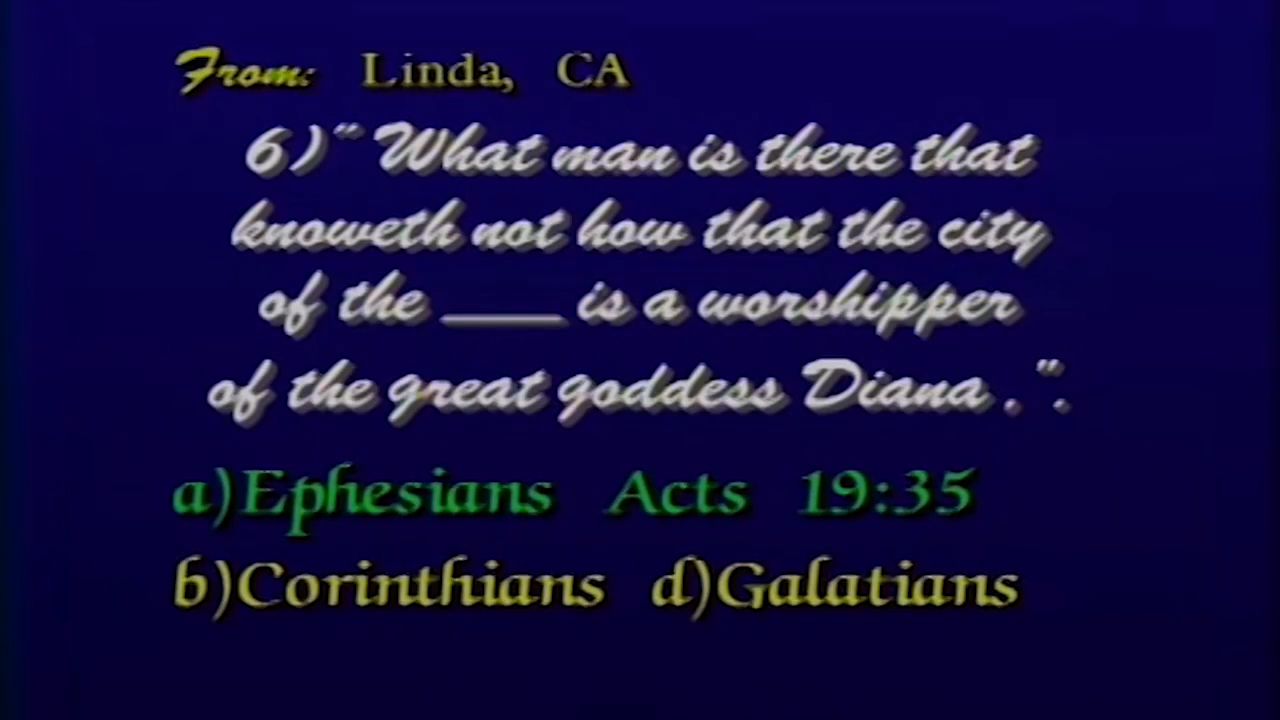 From: Linda, CA
6)" What man is there that
knoweth not how that the city
of the ____ is a worshipper
of the great goddess Diana . ".
a)Ephesians Acts 19:35
b)Corinthians d)Galatians